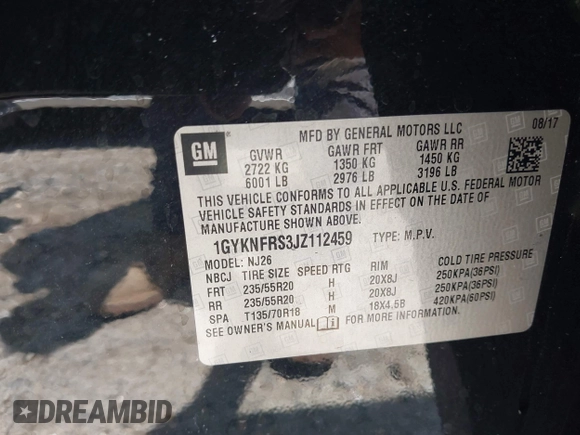 MFD BY GENERAL MOTORS LLC 08/17
GM
GVWR GAWR FRT GAWR RR
2722 KG 1350 KG 1450 KG
6001 LB 2976 LB 3196 LB
THIS VEHICLE CONFORMS TO ALL APPLICABLE U.S. FEDERAL MOTOR
VEHICLE SAFETY STANDARDS IN EFFECT ON THE DATE OF
MANUFACTURE SHOWN ABOVE.
1GYKNFRS3JZ112459 TYPE: M.P.V.
MODEL: NJ26
NBCJ TIRE SIZE SPEED RTG RIM COLD TIRE PRESSURE
FRT 235/55R20 H 20X8J 250KPA(36PSI)
RR 235/55R20 H 20X8J 250KPA(36PSI)
SPA T135/70R18 M 18X4.5B 420KPA(60PSI)
SEE OWNER'S MANUAL FOR MORE INFORMATION.
DREAMBID